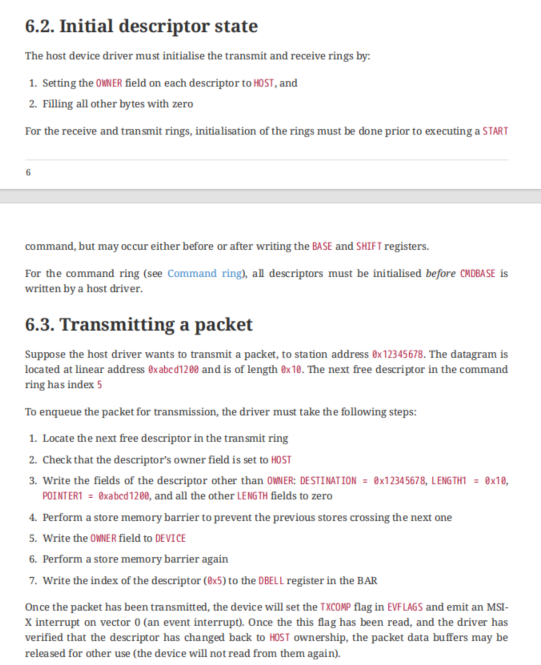 6.2. Initial descriptor state
The host device driver must initialise the transmit and receive rings by:
1. Setting the OWNER field on each descriptor to HOST, and
2. Filling all other bytes with zero
For the receive and transmit rings, initialisation of the rings must be done prior to executing a START
6
command, but may occur either before or after writing the BASE and SHIFT registers.
For the command ring (see Command ring), all descriptors must be initialised before CMDBASE is
written by a host driver.
6.3. Transmitting a packet
Suppose the host driver wants to transmit a packet, to station address 0x12345678. The datagram is
located at linear address 0xabcd1200 and is of length 0x10. The next free descriptor in the command
ring has index 5
To enqueue the packet for transmission, the driver must take the following steps:
1. Locate the next free descriptor in the transmit ring
2. Check that the descriptor's owner field is set to HOST
3. Write the fields of the descriptor other than OWNER: DESTINATION = 0x12345678, LENGTH1 = 0x10,
POINTER1 = 0xabcd1200, and all the other LENGTH fields to zero
4. Perform a store memory barrier to prevent the previous stores crossing the next one
5. Write the OWNER field to DEVICE
6. Perform a store memory barrier again
7. Write the index of the descriptor (0x5) to the DBELL register in the BAR
Once the packet has been transmitted, the device will set the TXCOMP flag in EVFLAGS and emit an MSI-
X interrupt on vector 0 (an event interrupt). Once the this flag has been read, and the driver has
verified that the descriptor has changed back to HOST ownership, the packet data buffers may be
released for other use (the device will not read from them again).